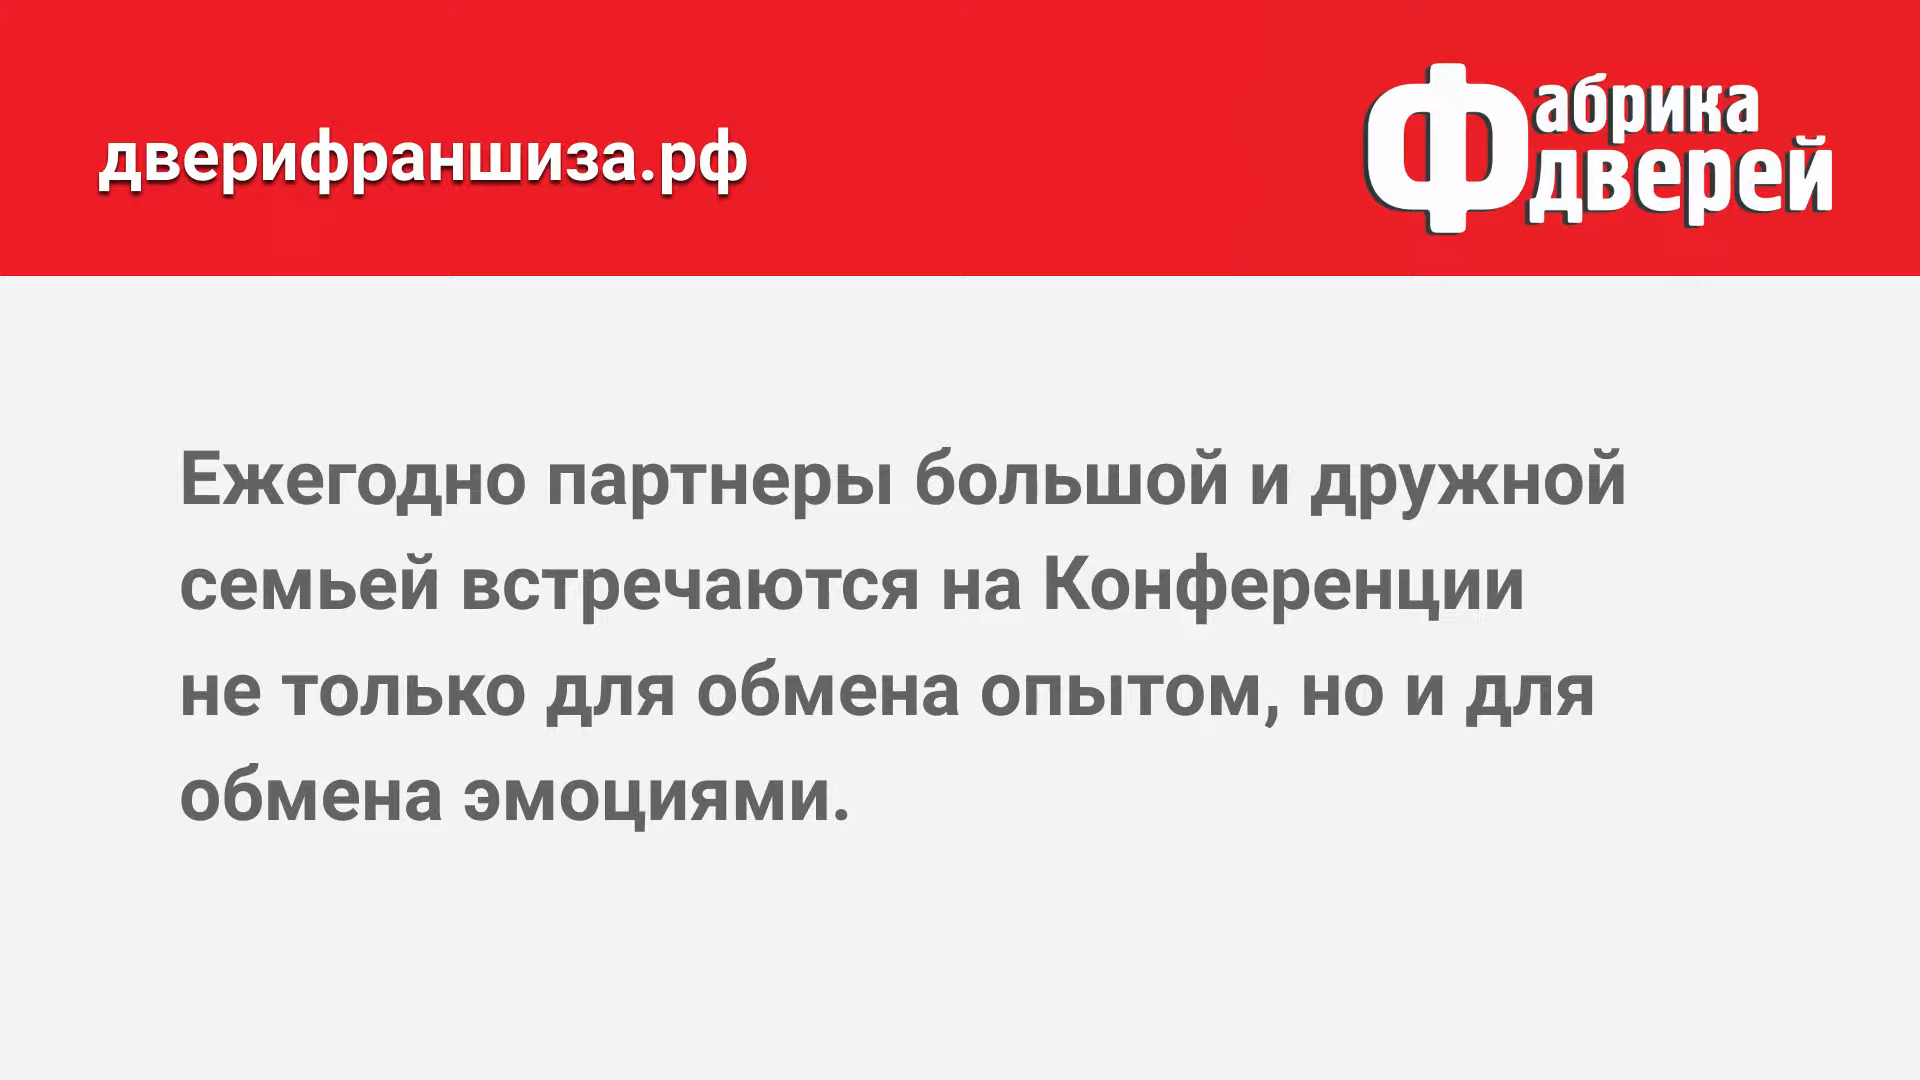 дверифраншиза.рф
Фабрика
дверей
Ежегодно партнеры большой и дружной
семьей встречаются на Конференции
не только для обмена опытом, но и для
обмена эмоциями.